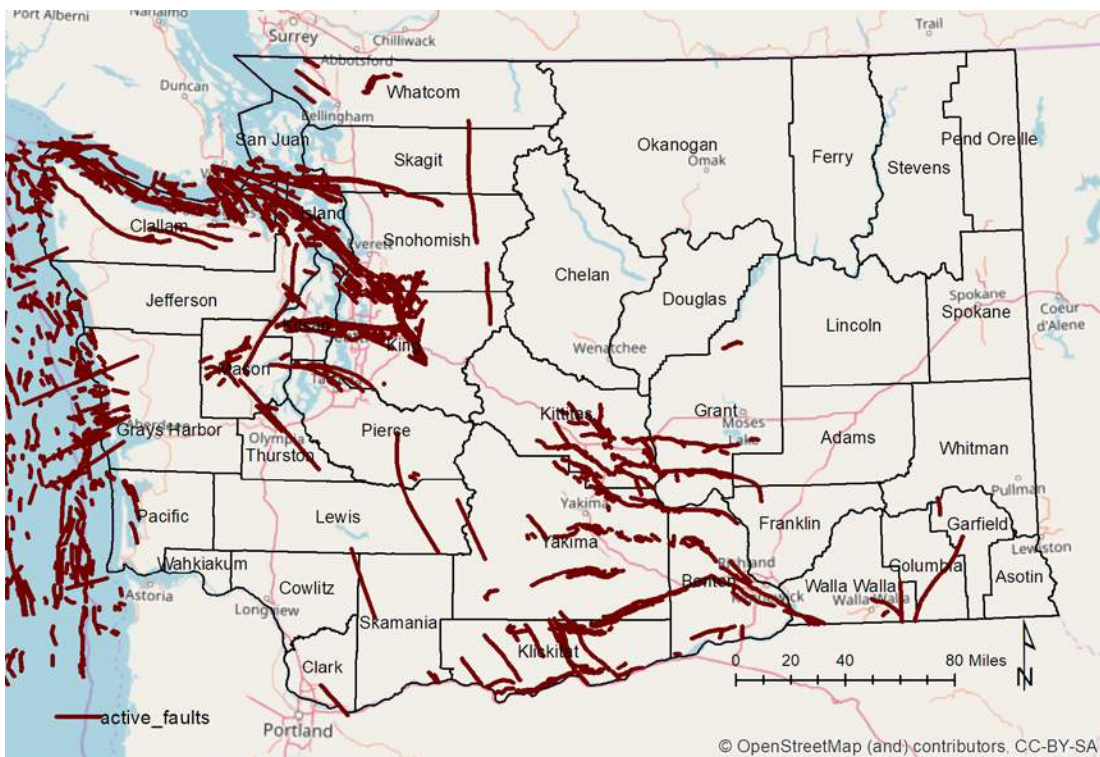 Port Alberni
Nanaimo
Surrey
Chilliwack
Trail
Abbotsford
Duncan
Whatcom
Bellingham
San Juan
Okanogan
Omak
Ferry
Stevens
Pend Oreille
Skagit
Clallam
Island
Everett
Snohomish
Chelan
Douglas
Jefferson
Lincoln
Spokane
Spokane
Coeur
d'Alene
King
Wenatchee
Mason
Kittitas
Grant
Moses
Lake
Grays Harbor
Aberdeen
Olympia
Thurston
Pierce
Adams
Whitman
Pullman
Pacific
Lewis
Yakima
Yakima
Franklin
Garfield
Lewiston
Wahkiakum
Astoria
Cowlitz
Longview
Skamania
Richland
Benton
Columbia
Walla Walla
Walla Walla
Asotin
Clark
Klickitat
0 20 40 80 Miles
N
active_faults
Portland
© OpenStreetMap (and) contributors, CC-BY-SA